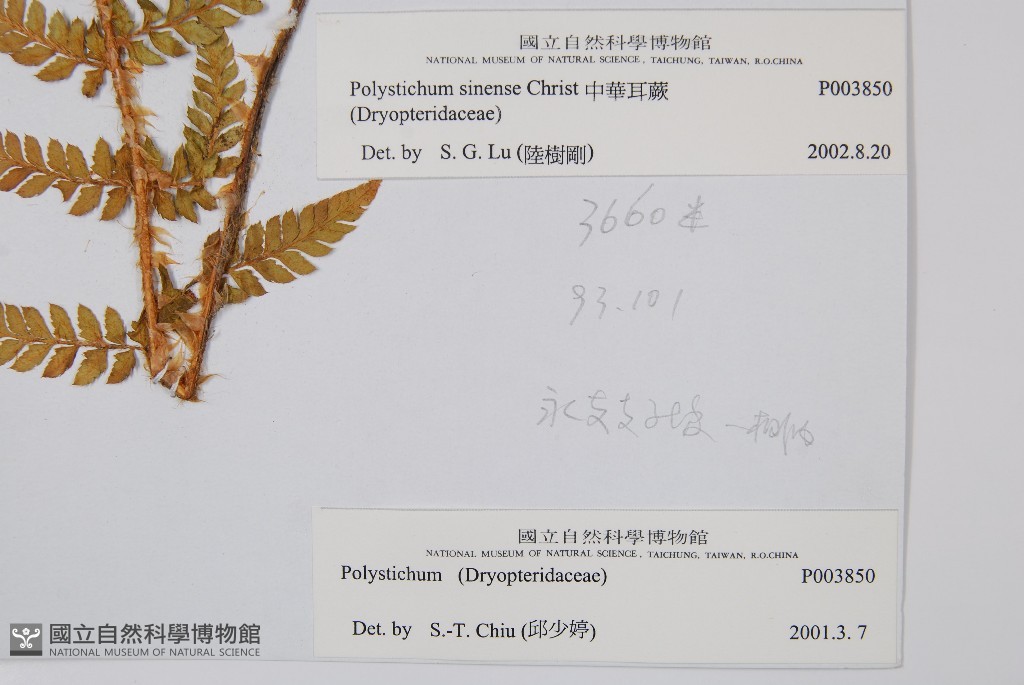 國立自然科學博物館
NATIONAL MUSEUM OF NATURAL SCIENCE, TAICHUNG, TAIWAN, R.O.CHINA
Polystichum sinense Christ 中華耳蕨 P003850
(Dryopteridaceae)
Det. by S. G. Lu (陸樹剛) 2002.8.20
3660米
93.101
國立自然科學博物館
NATIONAL MUSEUM OF NATURAL SCIENCE, TAICHUNG, TAIWAN, R.O.CHINA
Polystichum (Dryopteridaceae) P003850
Det. by S.-T. Chiu (邱少婷) 2001.3. 7
國立自然科學博物館
NATIONAL MUSEUM OF NATURAL SCIENCE